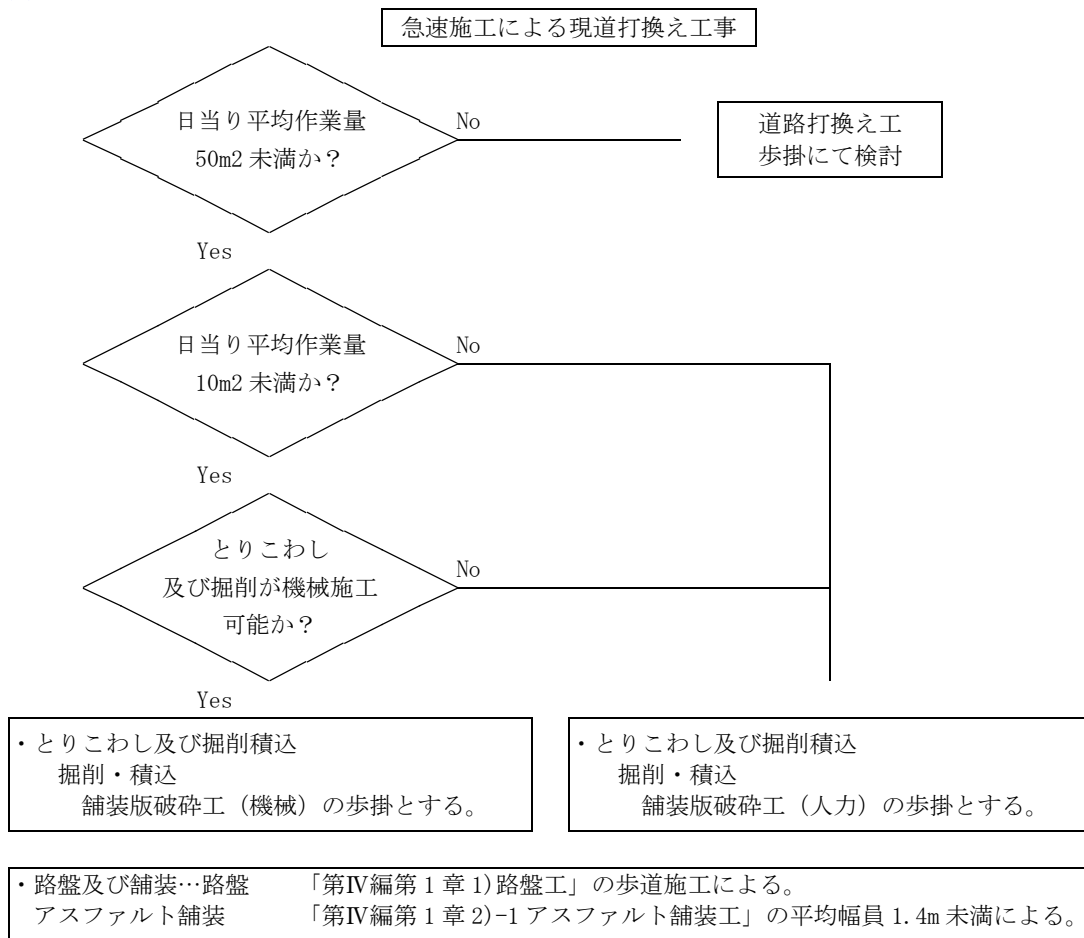 急速施工による現道打換え工事
日当り平均作業量
50m2 未満か？
No
道路打換え工
歩掛にて検討
Yes
日当り平均作業量
10m2 未満か？
No
Yes
とりこわし
及び掘削が機械施工
可能か？
No
Yes
・とりこわし及び掘削積込
掘削・積込
舗装版破砕工（機械）の歩掛とする。
・とりこわし及び掘削積込
掘削・積込
舗装版破砕工（人力）の歩掛とする。
・路盤及び舗装…路盤 「第Ⅳ編第 1 章 1)路盤工」の歩道施工による。
アスファルト舗装 「第Ⅳ編第 1 章 2)-1 アスファルト舗装工」の平均幅員 1.4m 未満による。